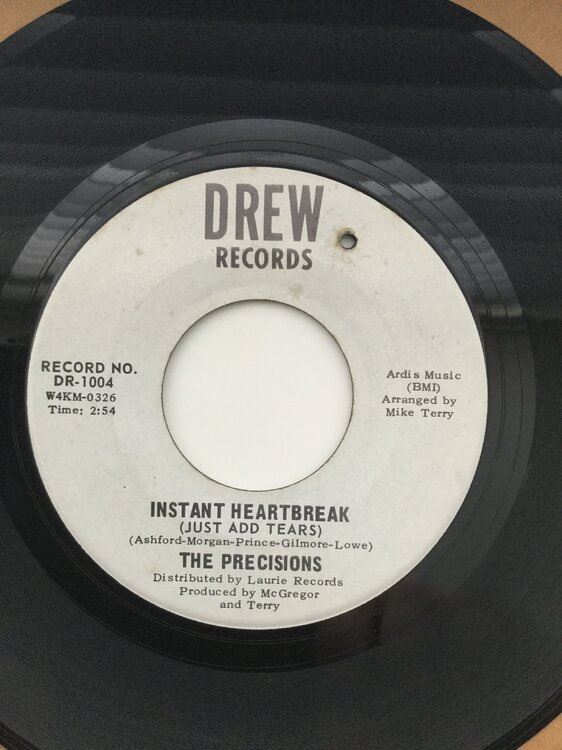 DREW
RECORDS
RECORD NO.
DR-1004
W4KM-0326
Time: 2:54
Ardis Music
(BMI)
Arranged by
Mike Terry
INSTANT HEARTBREAK
(JUST ADD TEARS)
(Ashford-Morgan-Prince-Gilmore-Lowe)
THE PRECISIONS
Distributed by Laurie Records
Produced by McGregor
and Terry